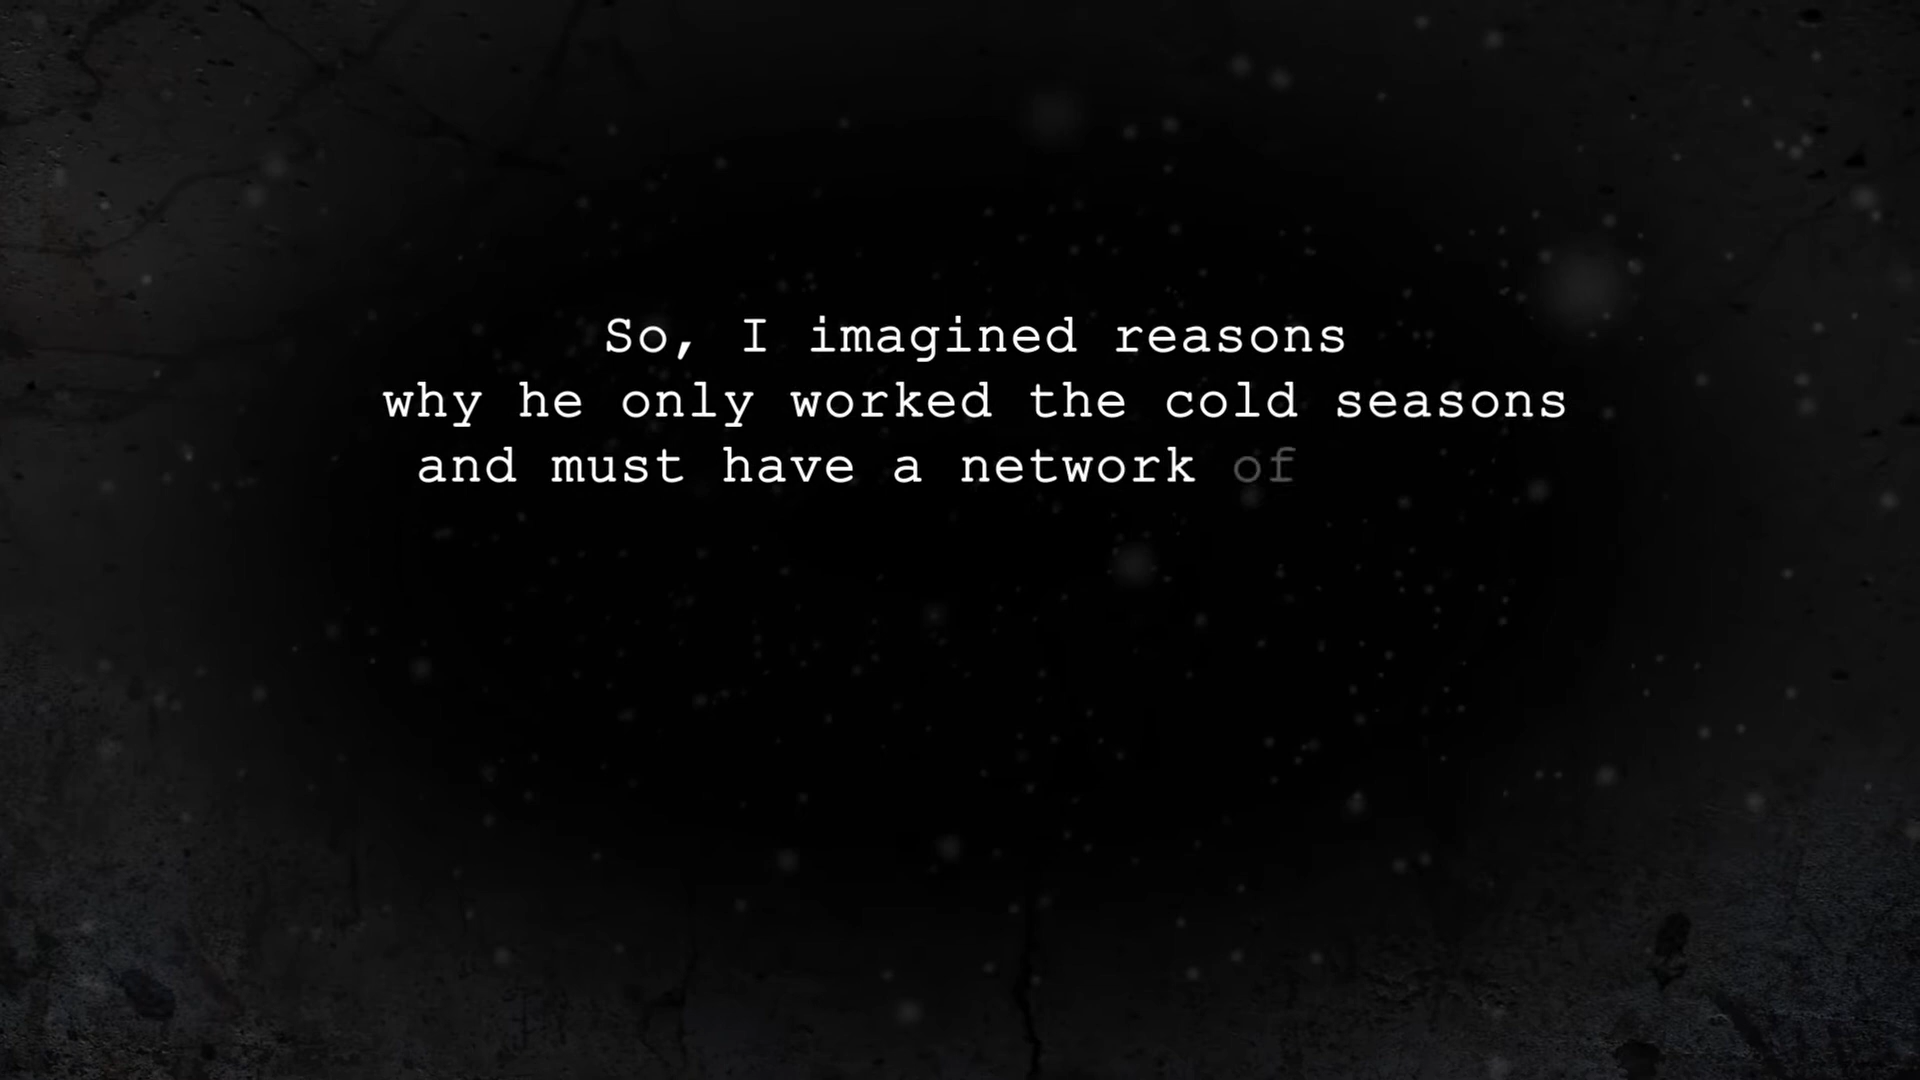 So, I imagined reasons
why he only worked the cold seasons
and must have a network of